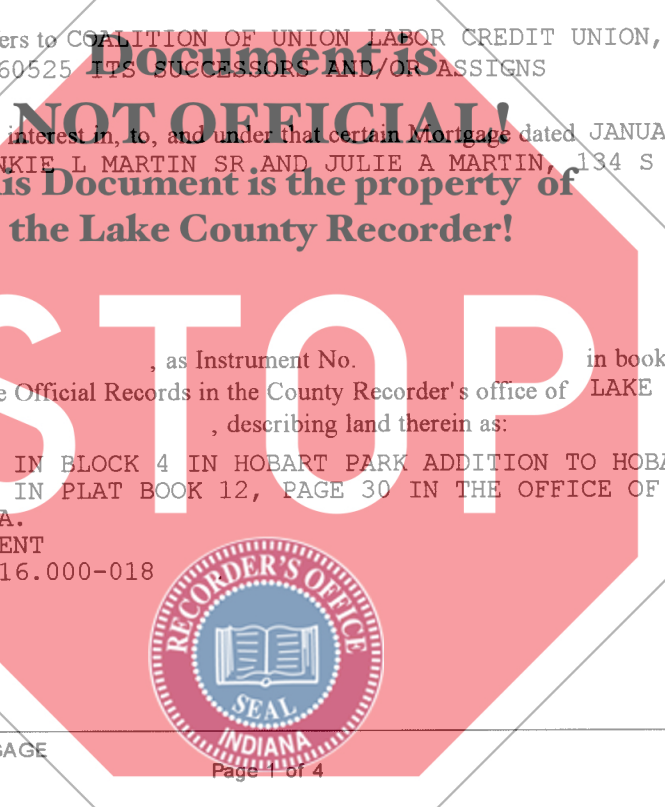 ers to COALITION OF UNION LABOR CREDIT UNION,
Document is
60525 ITS SUCCESSORS AND/OR ASSIGNS
NOT OFFICIAL!
interest in, to, and under that certain Mortgage dated JANUA
NKIE L MARTIN SR AND JULIE A MARTIN, 134 S
is Document is the property of
the Lake County Recorder!
STOP
, as Instrument No. in book
e Official Records in the County Recorder's office of LAKE
, describing land therein as:
IN BLOCK 4 IN HOBART PARK ADDITION TO HOBA
IN PLAT BOOK 12, PAGE 30 IN THE OFFICE OF
A.
ENT
16.000-018
RECORDER'S OFFICE
SEAL
INDIANA
GAGE
Page 1 of 4